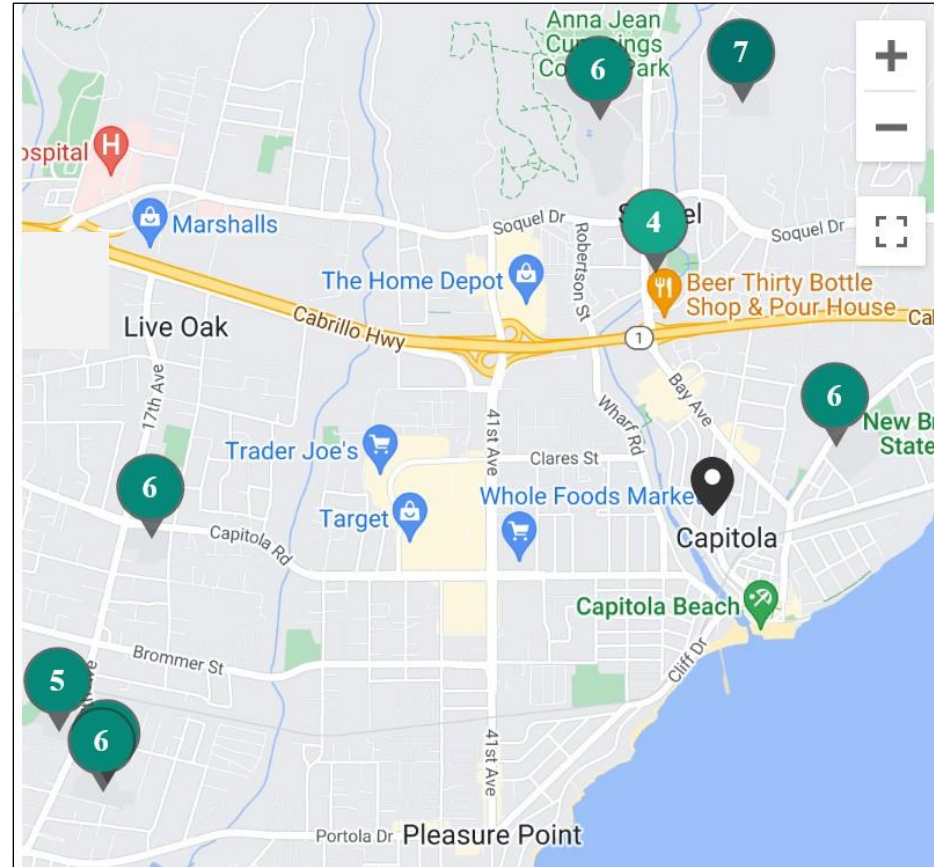 Anna Jean
Cummings
Co Park
6
7
+
−
H
ospital
Marshalls
Soquel Dr
4
Soquel Dr
The Home Depot
Robertson St
Beer Thirty Bottle
Shop & Pour House
Live Oak
Cabrillo Hwy
1
Cab
17th Ave
Bay Ave
6
Wharf Rd
New Br
State
41st Ave
Trader Joe's
Clares St
6
Whole Foods Market
Target
Capitola Rd
Capitola
Capitola Beach
Brommer St
Cliff Dr
5
6
41st Ave
Portola Dr
Pleasure Point